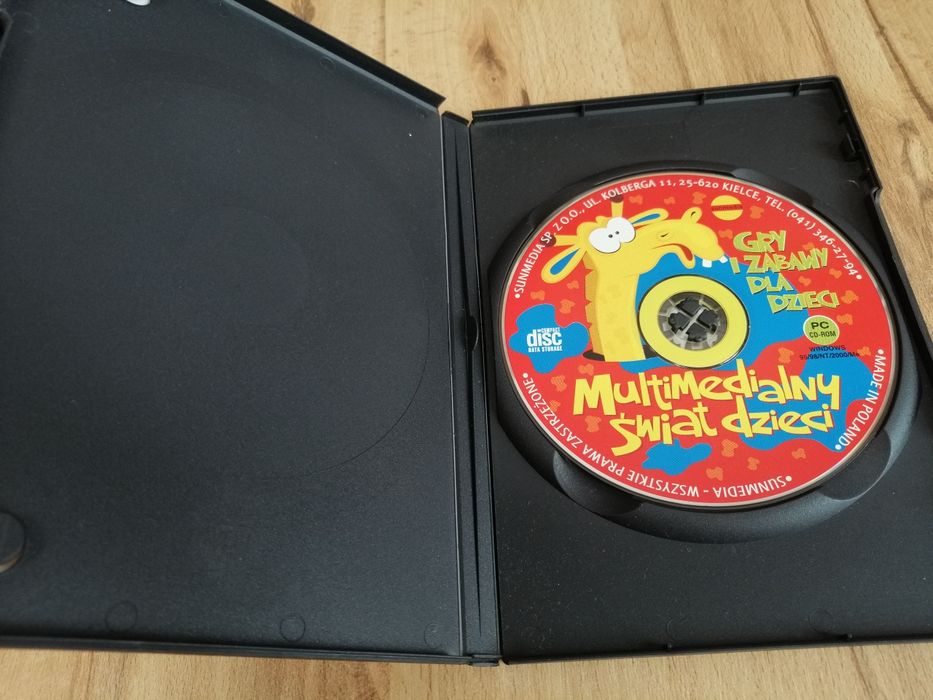 •SUNMEDIA SP. Z O.O., UL. KOLBERGA 11, 25-620 KIELCE, TEL. (041) 346-27-94•
GRY
I ZABAWY
DLA
DZIECI
PC
CD-ROM
WINDOWS
95/98/NT/2000/Me
COMPACT
disc
DATA STORAGE
Multimedialny
świat dzieci
•MADE IN POLAND•
•SUNMEDIA - WSZYSTKIE PRAWA ZASTRZEŻONE•